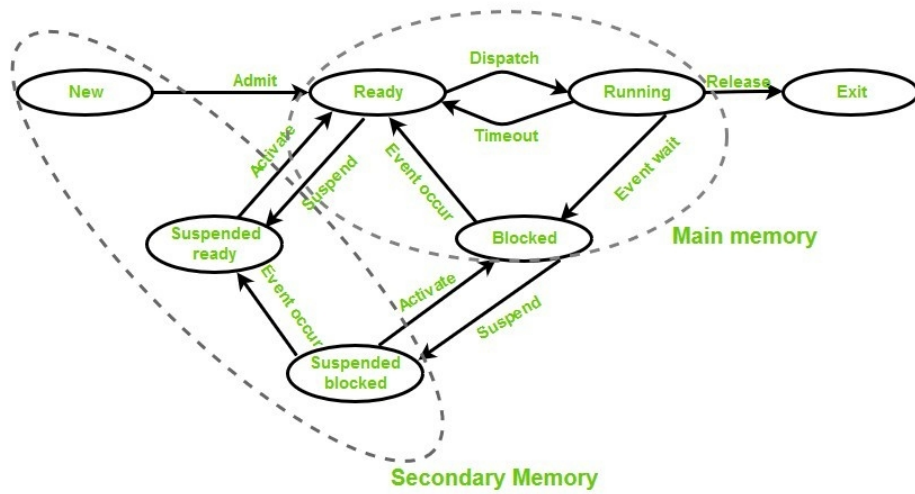 Dispatch
New
Admit
Ready
Running
Release
Exit
Timeout
Activate
Suspend
Event occur
Event wait
Suspended
ready
Blocked
Main memory
Event occur
Activate
Suspend
Suspended
blocked
Secondary Memory